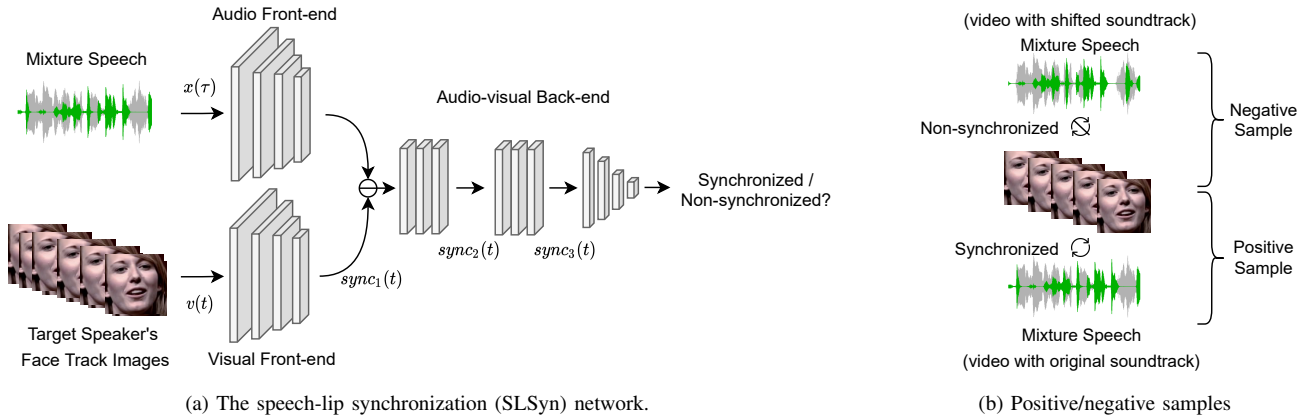 Audio Front-end
Mixture Speech
x(τ)
Audio-visual Back-end
Synchronized /
Non-synchronized?
sync₂(t)
sync₃(t)
sync₁(t)
v(t)
Target Speaker's
Face Track Images
Visual Front-end
(a) The speech-lip synchronization (SLSyn) network.
(video with shifted soundtrack)
Mixture Speech
Negative
Sample
Non-synchronized
Synchronized
Positive
Sample
Mixture Speech
(video with original soundtrack)
(b) Positive/negative samples